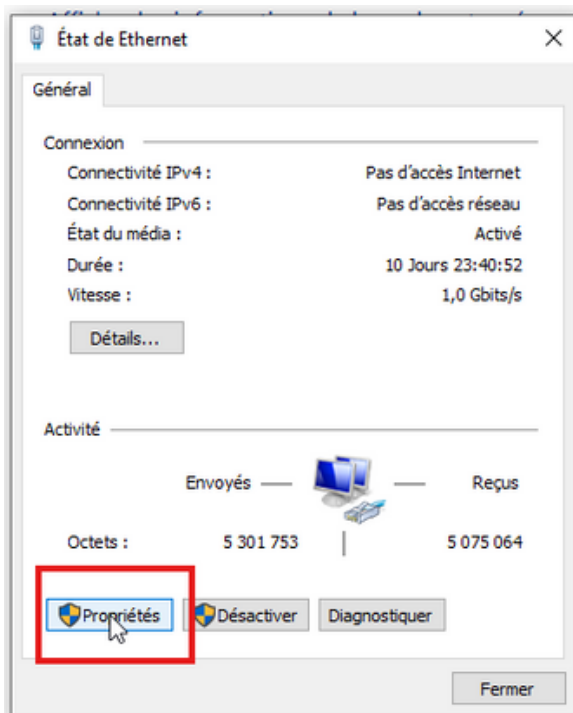 État de Ethernet
Général
Connexion
Connectivité IPv4 : Pas d'accès Internet
Connectivité IPv6 : Pas d'accès réseau
État du média : Activé
Durée : 10 Jours 23:40:52
Vitesse : 1,0 Gbits/s
Détails...
Activité
Envoyés Reçus
Octets : 5 301 753 5 075 064
Propriétés Désactiver Diagnostiquer
Fermer